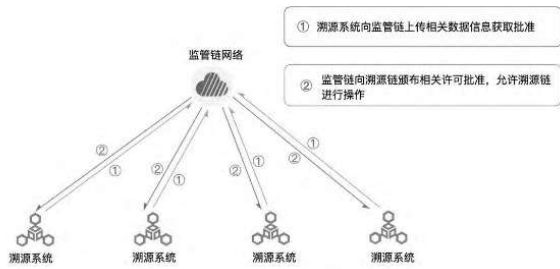 ① 溯源系统向监管链上传相关数据信息获取批准
监管链网络
② 监管链向溯源链颁布相关许可批准，允许溯源链
进行操作
② ① ② ① ② ① ② ①
溯源系统 溯源系统 溯源系统 溯源系统